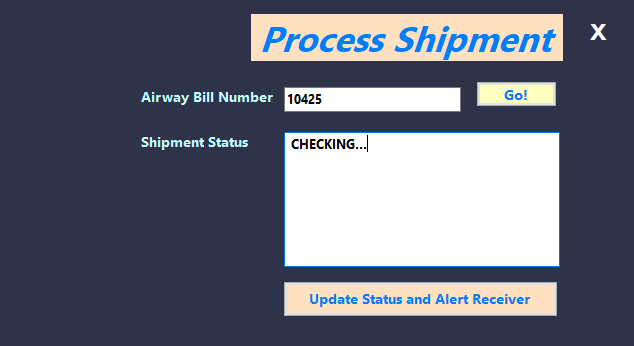 Process Shipment
X
Airway Bill Number 10425 Go!
Shipment Status CHECKING...
Update Status and Alert Receiver